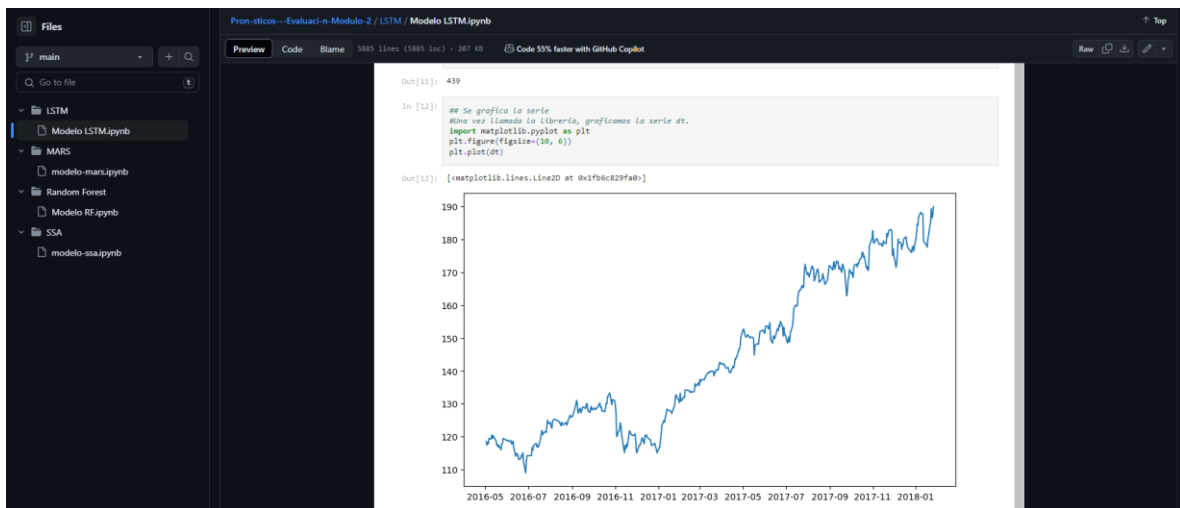 Files
main
Go to file
t
LSTM
Modelo LSTM.ipynb
MARS
modelo-mars.ipynb
Random Forest
Modelo RF.ipynb
SSA
modelo-ssa.ipynb
Pron-sticos---Evaluaci-n-Modulo-2 / LSTM / Modelo LSTM.ipynb
Top
Preview Code Blame 5885 lines (5885 loc) · 207 KB Code 55% faster with GitHub Copilot Raw
Out[11]: 439
In [12]:
## Se grafica la serie
#Una vez llamada la librería, graficamos la serie dt.
import matplotlib.pyplot as plt
plt.figure(figsize=(10, 6))
plt.plot(dt)
Out[12]: [<matplotlib.lines.Line2D at 0x1fb6c829fa0>]
190
180
170
160
150
140
130
120
110
2016-05 2016-07 2016-09 2016-11 2017-01 2017-03 2017-05 2017-07 2017-09 2017-11 2018-01